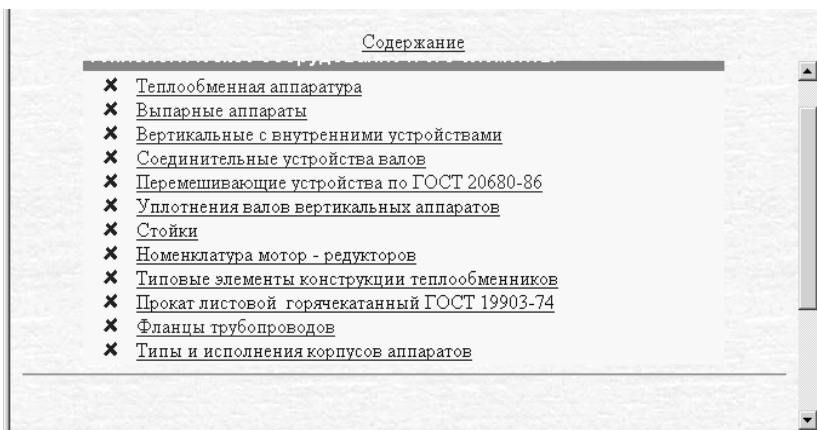 Содержание
Теплообменная аппаратура
Выпарные аппараты
Вертикальные с внутренними устройствами
Соединительные устройства валов
Перемешивающие устройства по ГОСТ 20680-86
Уплотнения валов вертикальных аппаратов
Стойки
Номенклатура мотор - редукторов
Типовые элементы конструкции теплообменников
Прокат листовой горячекатанный ГОСТ 19903-74
Фланцы трубопроводов
Типы и исполнения корпусов аппаратов